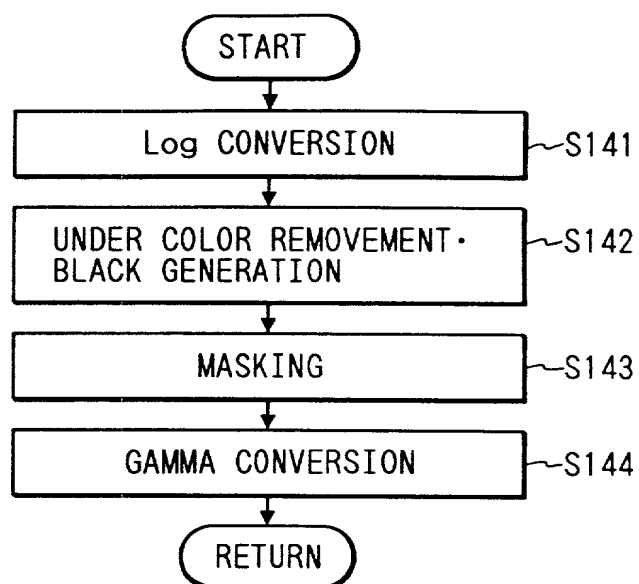 START
Log CONVERSION
S141
UNDER COLOR REMOVEMENT·
BLACK GENERATION
S142
MASKING
S143
GAMMA CONVERSION
S144
RETURN